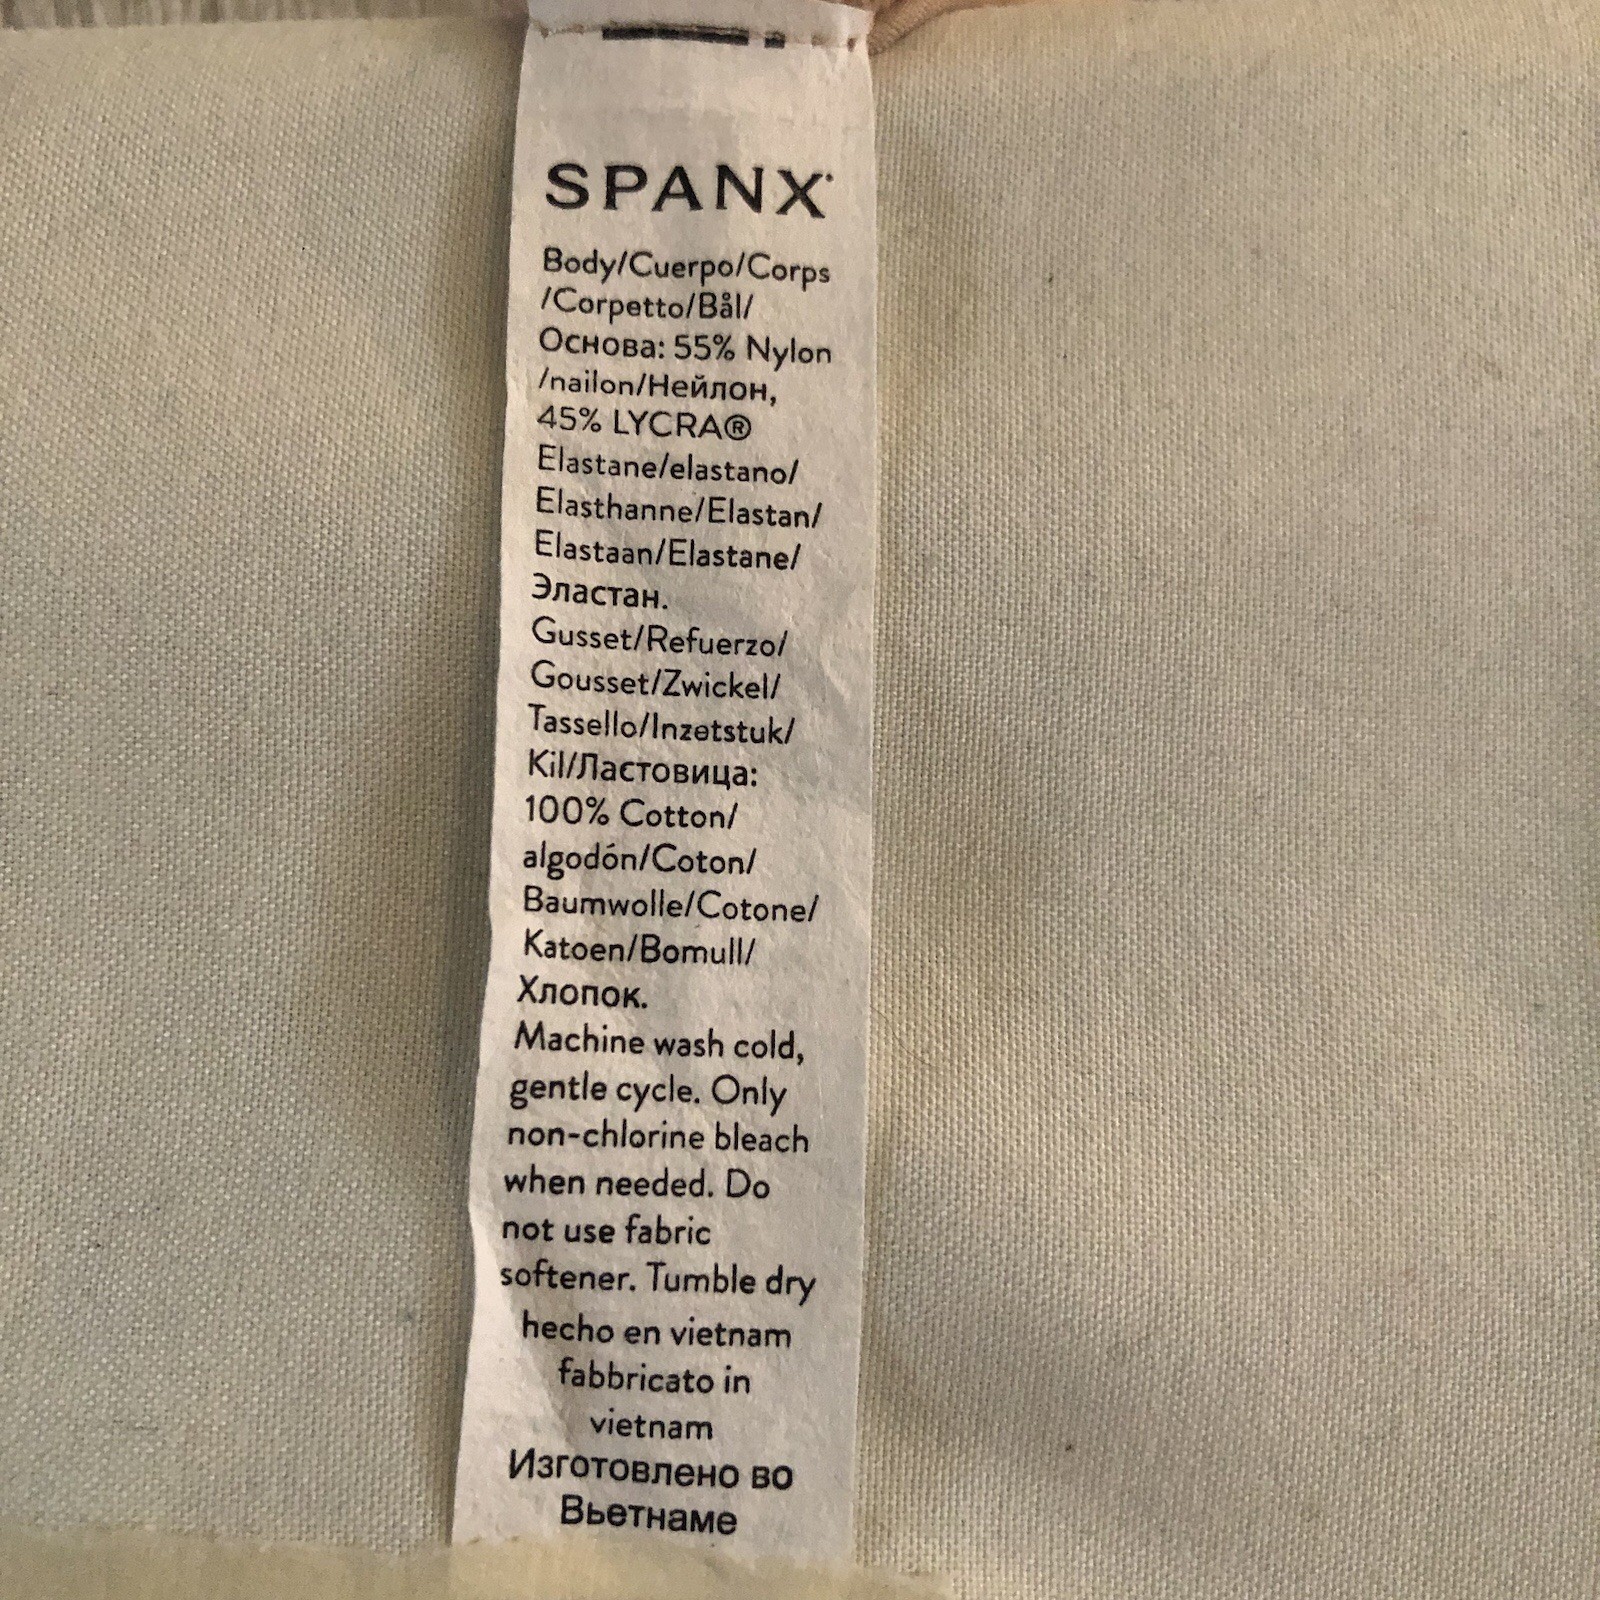 SPANX
Body/Cuerpo/Corps
/Corpetto/Bål/
Основа: 55% Nylon
/nailon/Нейлон,
45% LYCRA®
Elastane/elastano/
Elasthanne/Elastan/
Elastaan/Elastane/
Эластан.
Gusset/Refuerzo/
Gousset/Zwickel/
Tassello/Inzetstuk/
Kil/Ластовица:
100% Cotton/
algodón/Coton/
Baumwolle/Cotone/
Katoen/Bomull/
Хлопок.
Machine wash cold,
gentle cycle. Only
non-chlorine bleach
when needed. Do
not use fabric
softener. Tumble dry
hecho en vietnam
fabbricato in
vietnam
Изготовлено во
Вьетнаме